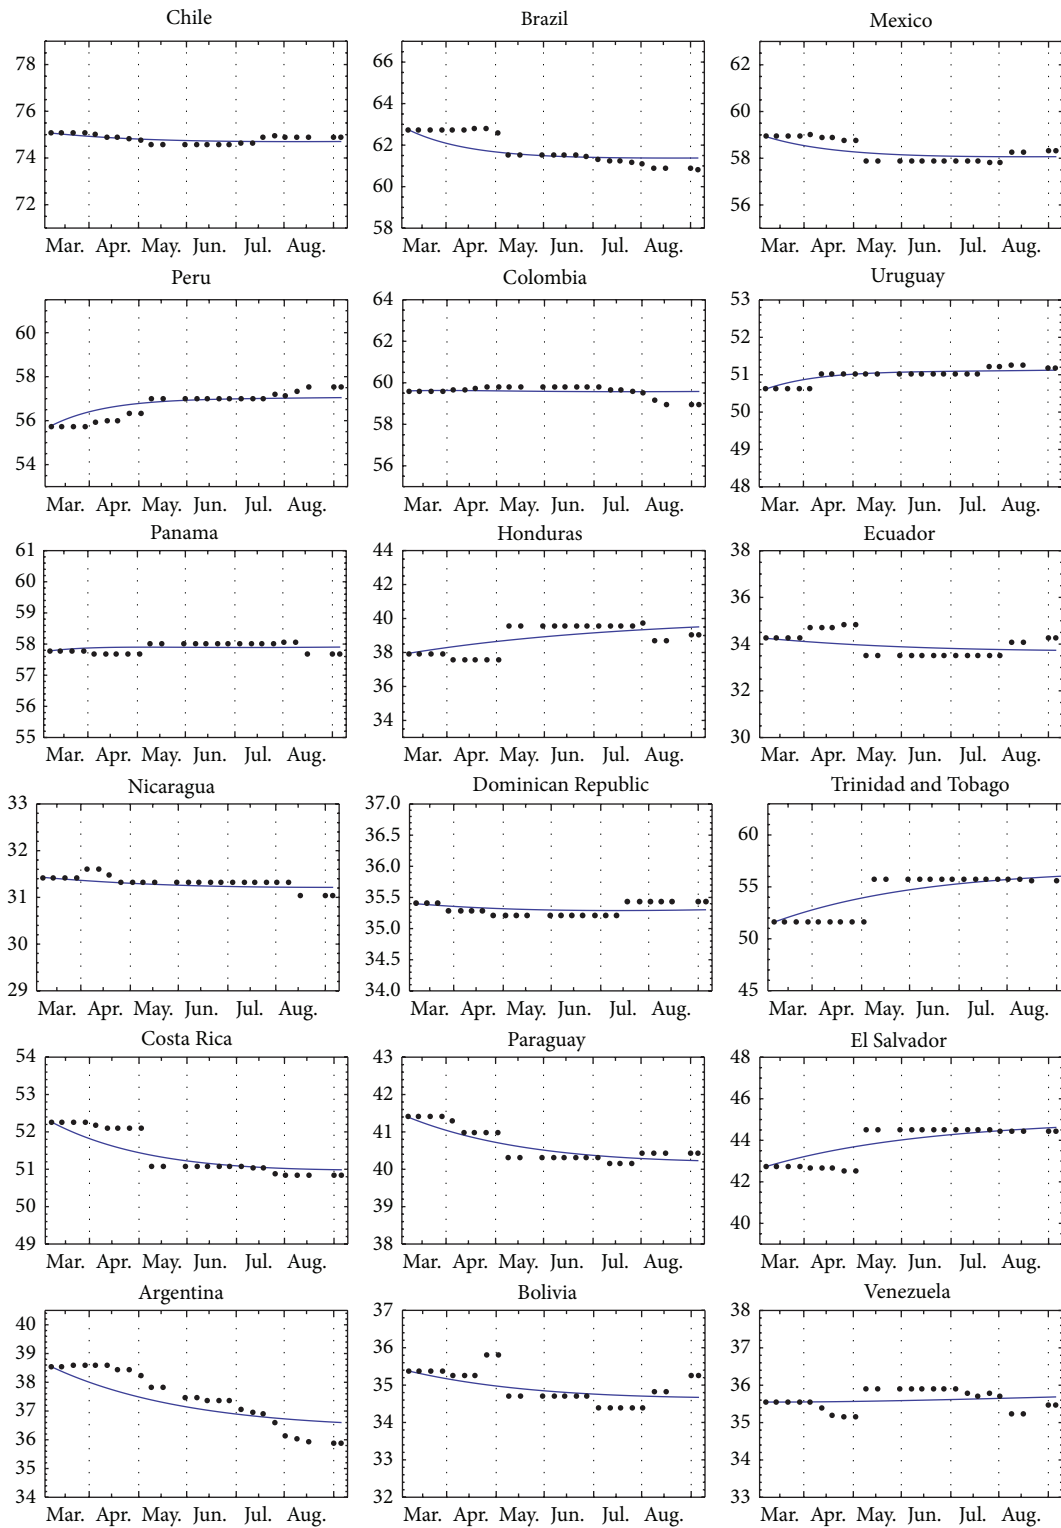 Chile Brazil Mexico
78 66 62
75 64 60
74 62 58
72 60 56
58
Mar. Apr. May. Jun. Jul. Aug. Mar. Apr. May. Jun. Jul. Aug. Mar. Apr. May. Jun. Jul. Aug.
Peru Colombia Uruguay
60 64 53
57 62 52
56 60 51
54 58 50
56 49
48
Mar. Apr. May. Jun. Jul. Aug. Mar. Apr. May. Jun. Jul. Aug. Mar. Apr. May. Jun. Jul. Aug.
Panama Honduras Ecuador
61 44 38
60 42 36
59 40 34
58 38 32
57 36 30
55 34
Mar. Apr. May. Jun. Jul. Aug. Mar. Apr. May. Jun. Jul. Aug. Mar. Apr. May. Jun. Jul. Aug.
Nicaragua Dominican Republic Trinidad and Tobago
33 37.0 60
32 36.5 55
31 36.0 50
31 35.5 45
30 35.0
29 34.5
34.0
Mar. Apr. May. Jun. Jul. Aug. Mar. Apr. May. Jun. Jul. Aug. Mar. Apr. May. Jun. Jul. Aug.
Costa Rica Paraguay El Salvador
54 43 48
53 42 46
52 41 44
51 40 42
50 39 40
49 38
Mar. Apr. May. Jun. Jul. Aug. Mar. Apr. May. Jun. Jul. Aug. Mar. Apr. May. Jun. Jul. Aug.
Argentina Bolivia Venezuela
40 37 38
39 36 37
38 35 36
37 34 35
36 33 34
35 32 33
34
Mar. Apr. May. Jun. Jul. Aug. Mar. Apr. May. Jun. Jul. Aug. Mar. Apr. May. Jun. Jul. Aug.